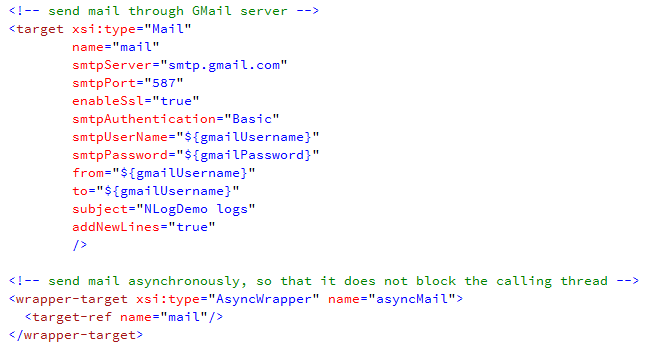 <!-- send mail through GMail server -->
<target xsi:type="Mail"
        name="mail"
        smtpServer="smtp.gmail.com"
        smtpPort="587"
        enableSsl="true"
        smtpAuthentication="Basic"
        smtpUserName="${gmailUsername}"
        smtpPassword="${gmailPassword}"
        from="${gmailUsername}"
        to="${gmailUsername}"
        subject="NLogDemo logs"
        addNewLines="true"
        />

<!-- send mail asynchronously, so that it does not block the calling thread -->
<wrapper-target xsi:type="AsyncWrapper" name="asyncMail">
  <target-ref name="mail"/>
</wrapper-target>